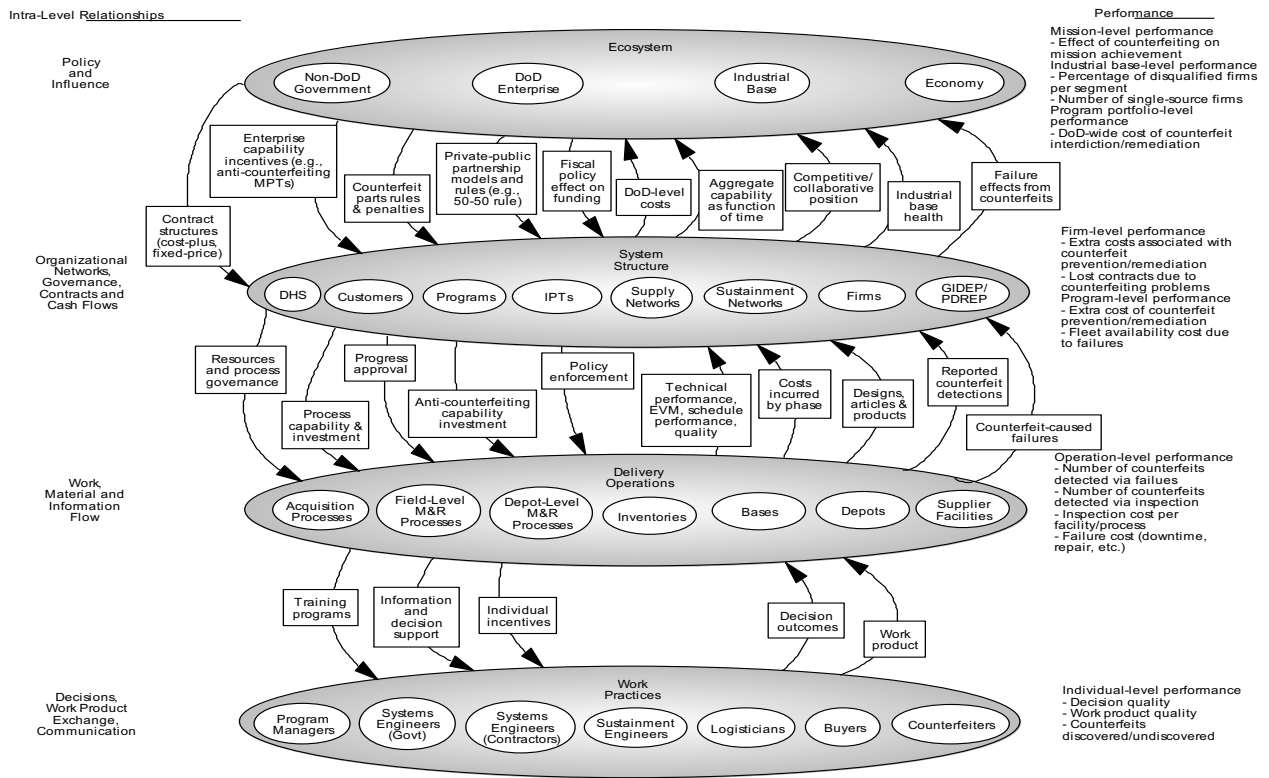 Intra-Level Relationships
Performance
Policy
and
Influence
Ecosystem
Non-DoD
Government
DoD
Enterprise
Industrial
Base
Economy
Mission-level performance
- Effect of counterfeiting on
mission achievement
Industrial base-level performance
- Percentage of disqualified firms
per segment
- Number of single-source firms
Program portfolio-level
performance
- DoD-wide cost of counterfeit
interdiction/remediation
Contract
structures
(cost-plus,
fixed-price)
Enterprise
capability
incentives (e.g.,
anti-counterfeiting
MPTs)
Counterfeit
parts rules
& penalties
Private-public
partnership
models and
rules (e.g.,
50-50 rule)
Fiscal
policy
effect on
funding
DoD-level
costs
Aggregate
capability
as function
of time
Competitive/
collaborative
position
Industrial
base
health
Failure
effects from
counterfeits
Organizational
Networks,
Governance,
Contracts and
Cash Flows
System
Structure
DHS
Customers
Programs
IPTs
Supply
Networks
Sustainment
Networks
Firms
GIDEP/
PDREP
Firm-level performance
- Extra costs associated with
counterfeit
prevention/remediation
- Lost contracts due to
counterfeiting problems
Program-level performance
- Extra cost of counterfeit
prevention/remediation
- Fleet availability cost due
to failures
Resources
and process
governance
Process
capability &
investment
Progress
approval
Anti-counterfeiting
capability
investment
Policy
enforcement
Technical
performance,
EVM, schedule
performance,
quality
Costs
incurred
by phase
Designs,
articles &
products
Reported
counterfeit
detections
Counterfeit-caused
failures
Work,
Material and
Information
Flow
Delivery
Operations
Acquisition
Processes
Field-Level
M&R
Processes
Depot-Level
M&R
Processes
Inventories
Bases
Depots
Supplier
Facilities
Operation-level performance
- Number of counterfeits
detected via failues
- Number of counterfeits
detected via inspection
- Inspection cost per
facility/process
- Failure cost (downtime,
repair, etc.)
Training
programs
Information
and
decision
support
Individual
incentives
Decision
outcomes
Work
product
Decisions,
Work Product
Exchange,
Communication
Work
Practices
Program
Managers
Systems
Engineers
(Govt)
Systems
Engineers
(Contractors)
Sustainment
Engineers
Logisticians
Buyers
Counterfeiters
Individual-level performance
- Decision quality
- Work product quality
- Counterfeits
discovered/undiscovered